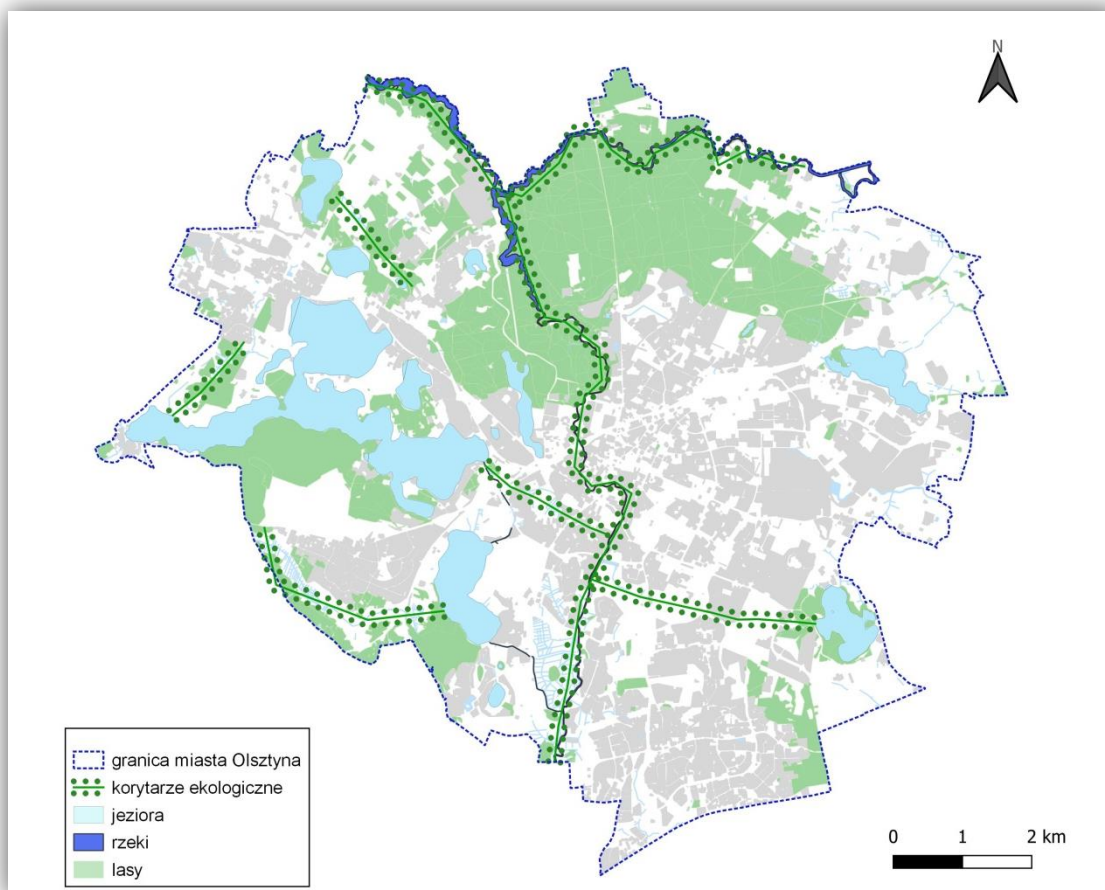 N
granica miasta Olsztyna
korytarze ekologiczne
jeziora
rzeki
lasy
0 1 2 km